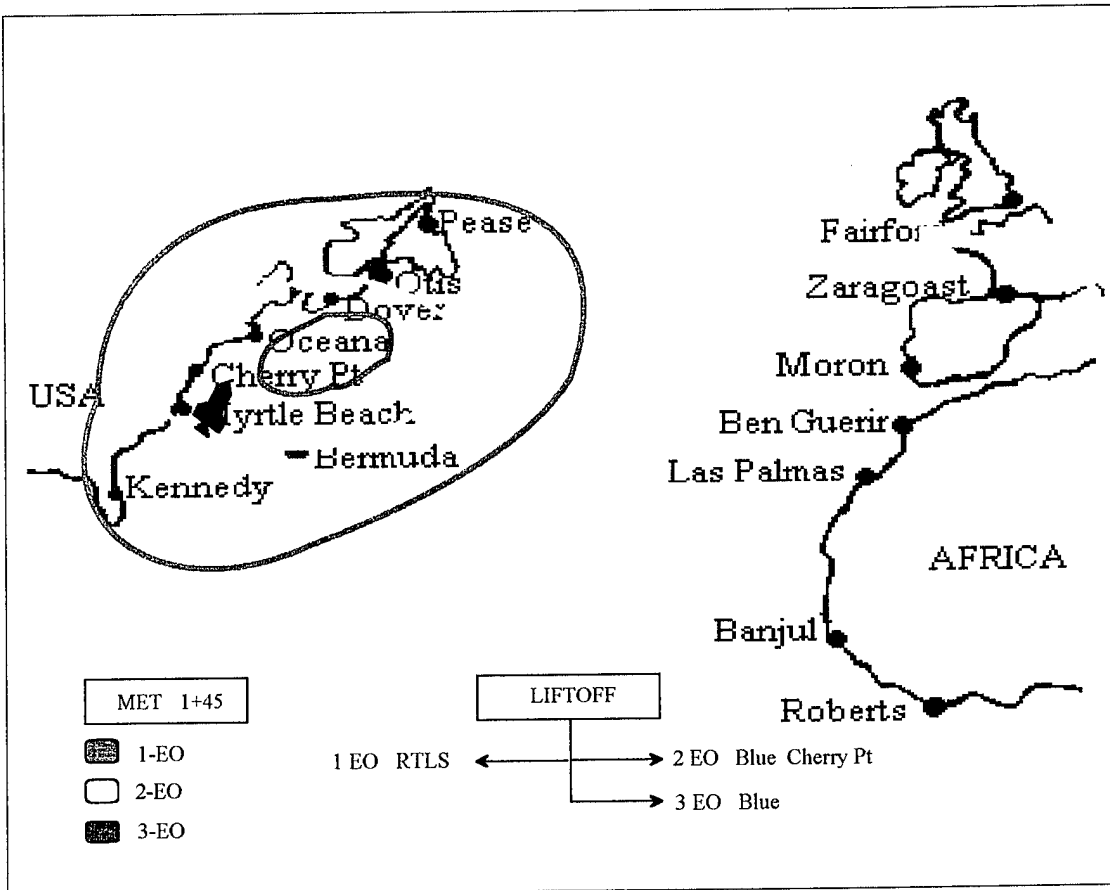 Pease
Otis
Dover
Oceana
Cherry Pt
USA
Myrtle Beach
Bermuda
Kennedy
Fairfor
Zaragoast
Moron
Ben Guerir
Las Palmas
AFRICA
Banjul
Roberts
MET 1+45
1-EO
2-EO
3-EO
LIFTOFF
1 EO RTLS
2 EO Blue Cherry Pt
3 EO Blue